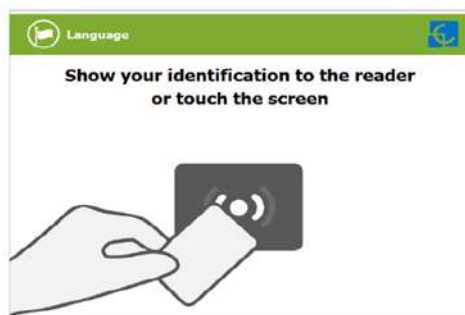 Language
Show your identification to the reader
or touch the screen